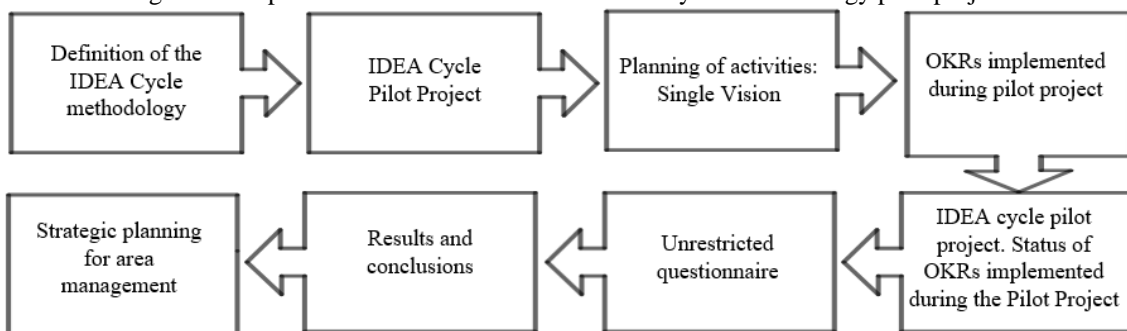 Definition of the
IDEA Cycle
methodology
IDEA Cycle
Pilot Project
Planning of activities:
Single Vision
OKRs implemented
during pilot project
IDEA cycle pilot
project. Status of
OKRs implemented
during the Pilot Project
Unrestricted
questionnaire
Results and
conclusions
Strategic planning
for area
management